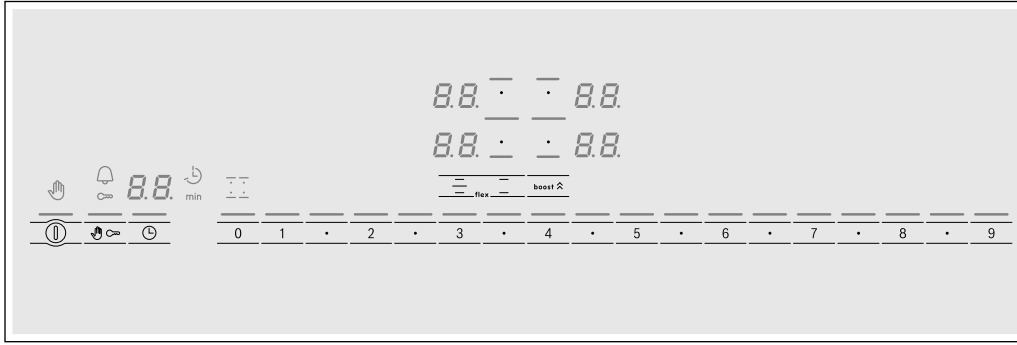 8.8. 8.8.
8.8. 8.8.
8.8. min
flex boost
0 1 · 2 · 3 · 4 · 5 · 6 · 7 · 8 · 9